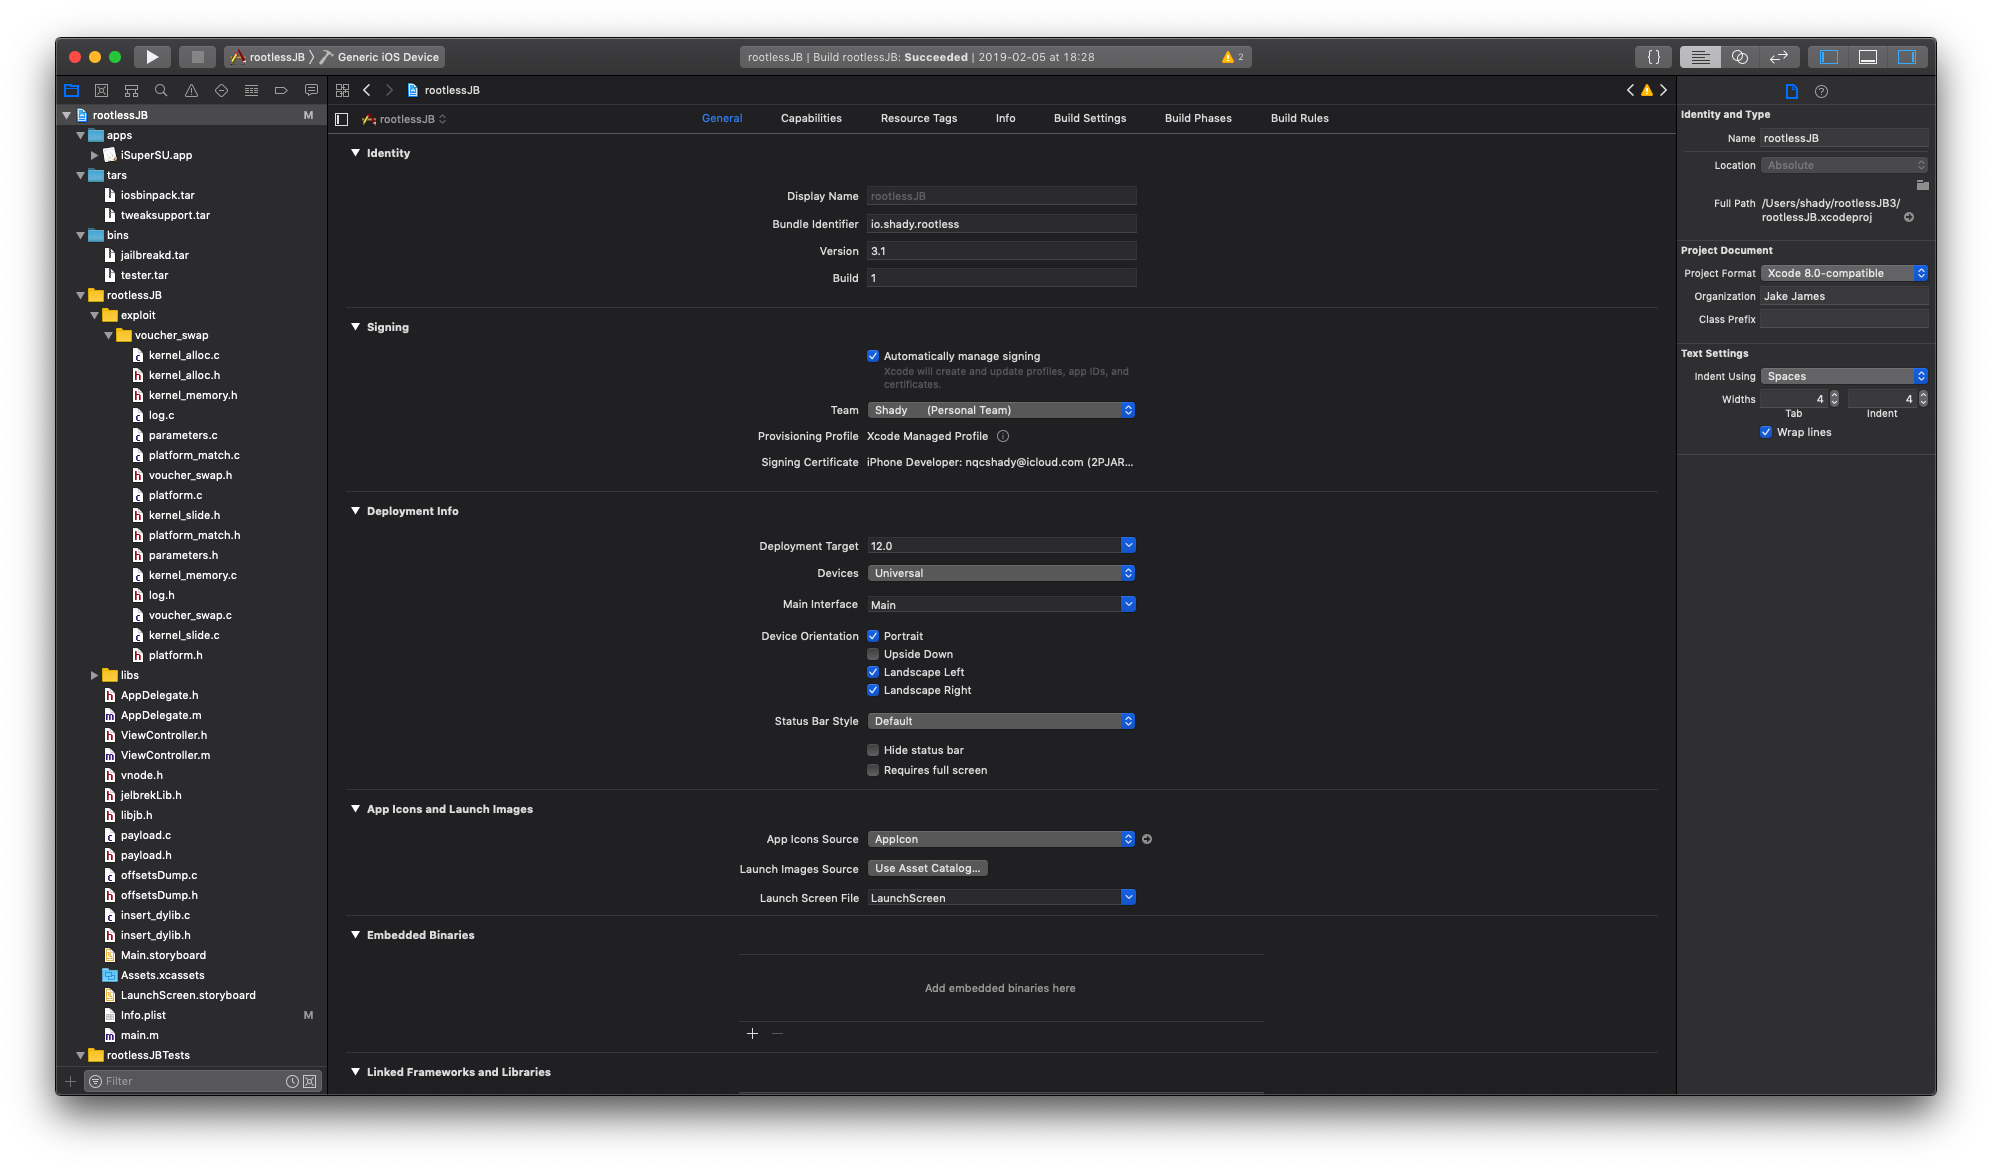 rootlessJB Generic iOS Device
rootlessJB | Build rootlessJB: Succeeded | 2019-02-05 at 18:28
2
{ }
rootlessJB M
apps
iSuperSU.app
tars
iosbinpack.tar
tweaksupport.tar
bins
jailbreakd.tar
tester.tar
rootlessJB
exploit
voucher_swap
kernel_alloc.c
kernel_alloc.h
kernel_memory.h
log.c
parameters.c
platform_match.c
voucher_swap.h
platform.c
kernel_slide.h
platform_match.h
parameters.h
kernel_memory.c
log.h
voucher_swap.c
kernel_slide.c
platform.h
libs
AppDelegate.h
AppDelegate.m
ViewController.h
ViewController.m
vnode.h
jelbrekLib.h
libjb.h
payload.c
payload.h
offsetsDump.c
offsetsDump.h
insert_dylib.c
insert_dylib.h
Main.storyboard
Assets.xcassets
LaunchScreen.storyboard
Info.plist M
main.m
rootlessJBTests
Filter
rootlessJB
rootlessJB
General Capabilities Resource Tags Info Build Settings Build Phases Build Rules
Identity
Display Name rootlessJB
Bundle Identifier io.shady.rootless
Version 3.1
Build 1
Signing
Automatically manage signing
Xcode will create and update profiles, app IDs, and
certificates.
Team Shady (Personal Team)
Provisioning Profile Xcode Managed Profile
Signing Certificate iPhone Developer: nqcshady@icloud.com (2PJAR...
Deployment Info
Deployment Target 12.0
Devices Universal
Main Interface Main
Device Orientation Portrait
Upside Down
Landscape Left
Landscape Right
Status Bar Style Default
Hide status bar
Requires full screen
App Icons and Launch Images
App Icons Source AppIcon
Launch Images Source Use Asset Catalog...
Launch Screen File LaunchScreen
Embedded Binaries
Add embedded binaries here
Linked Frameworks and Libraries
Identity and Type
Name rootlessJB
Location Absolute
Full Path /Users/shady/rootlessJB3/
rootlessJB.xcodeproj
Project Document
Project Format Xcode 8.0-compatible
Organization Jake James
Class Prefix
Text Settings
Indent Using Spaces
Widths 4 4
Tab Indent
Wrap lines